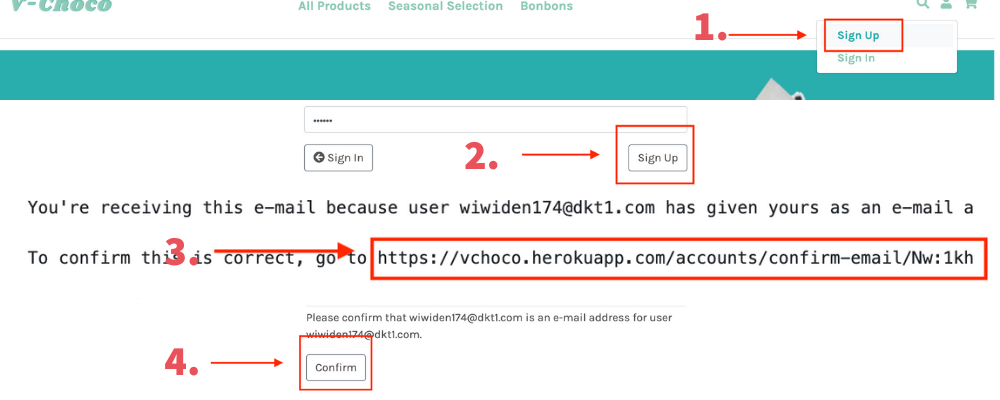 V-Choco
All Products Seasonal Selection Bonbons
1.
Sign Up
Sign In
••••••
Sign In
2.
Sign Up
You're receiving this e-mail because user wiwiden174@dkt1.com has given yours as an e-mail a
3.
To confirm this is correct, go to https://vchoco.herokuapp.com/accounts/confirm-email/Nw:1kh
Please confirm that wiwiden174@dkt1.com is an e-mail address for user
wiwiden174@dkt1.com.
4.
Confirm